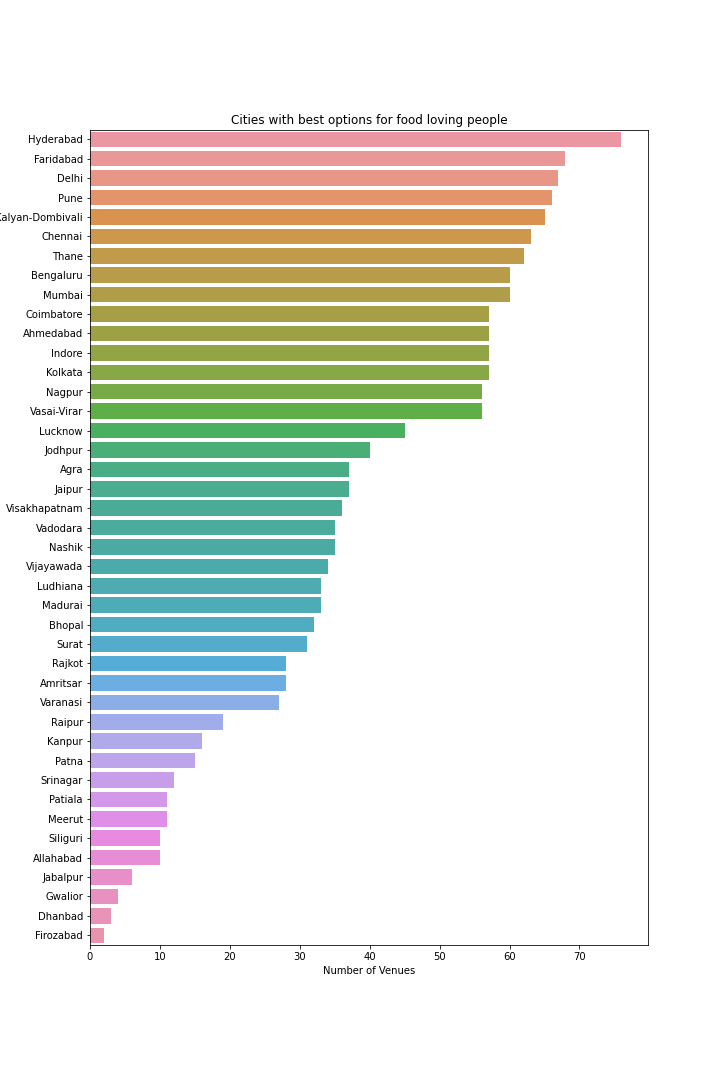 Cities with best options for food loving people
Hyderabad
Faridabad
Delhi
Pune
alyan-Dombivali
Chennai
Thane
Bengaluru
Mumbai
Coimbatore
Ahmedabad
Indore
Kolkata
Nagpur
Vasai-Virar
Lucknow
Jodhpur
Agra
Jaipur
Visakhapatnam
Vadodara
Nashik
Vijayawada
Ludhiana
Madurai
Bhopal
Surat
Rajkot
Amritsar
Varanasi
Raipur
Kanpur
Patna
Srinagar
Patiala
Meerut
Siliguri
Allahabad
Jabalpur
Gwalior
Dhanbad
Firozabad
0 10 20 30 40 50 60 70
Number of Venues